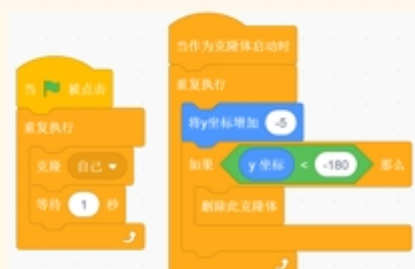 当 被点击
重复执行
克隆 自己
等待 1 秒
当作为克隆体启动时
重复执行
将y坐标增加 -5
如果 y 坐标 < -180 那么
删除此克隆体